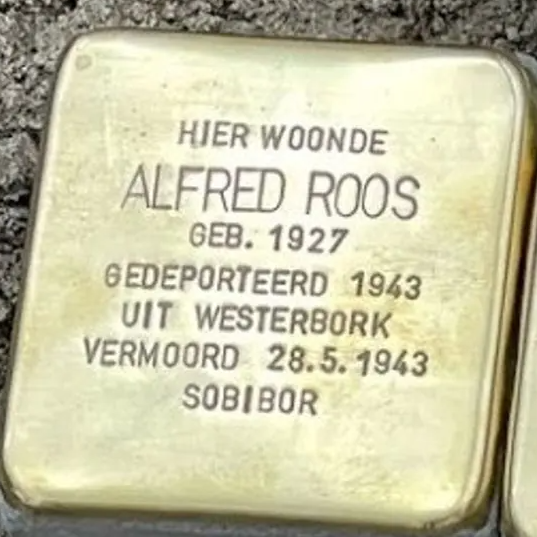 HIER WOONDE
ALFRED ROOS
GEB. 1927
GEDEPORTEERD 1943
UIT WESTERBORK
VERMOORD 28.5.1943
SOBIBOR